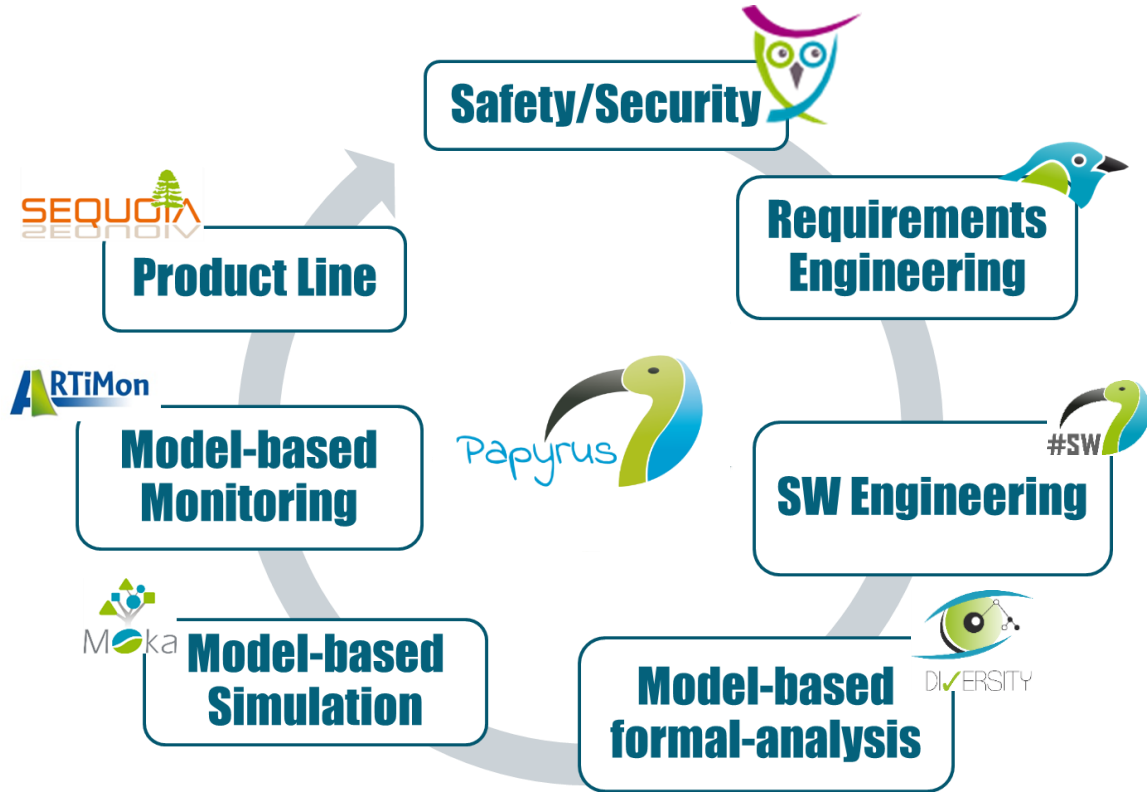 Safety/Security
Requirements
Engineering
#SW
SW Engineering
DIVERSITY
Model-based
formal-analysis
Moka
Model-based
Simulation
ARTiMon
Model-based
Monitoring
SEQUOIA
Product Line
Papyrus